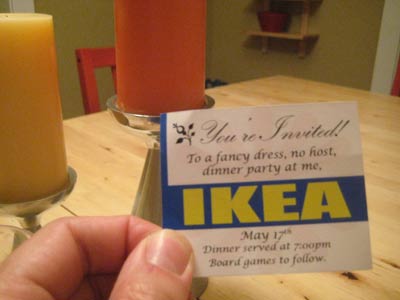 You're Invited!
To a fancy dress, no host,
dinner party at me,
IKEA
May 17th
Dinner served at 7:00pm
Board games to follow.